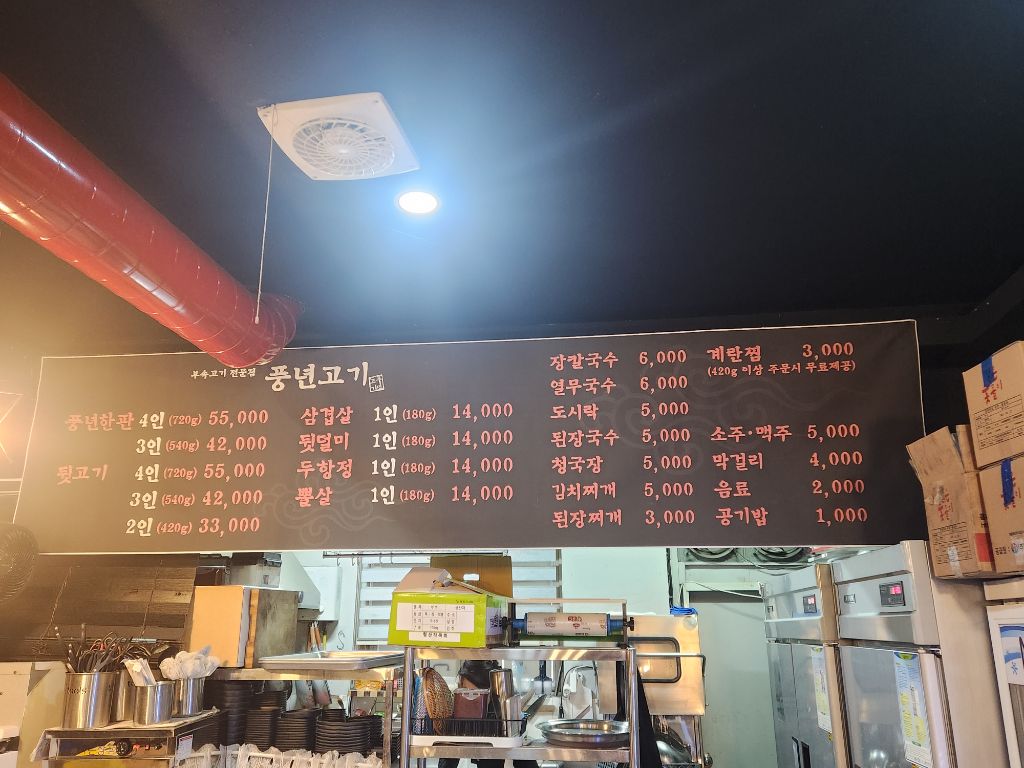 부속고기 전문점 풍년고기
풍년한판 4인 (720g) 55,000
3인 (540g) 42,000
뒷고기 4인 (720g) 55,000
3인 (540g) 42,000
2인 (420g) 33,000
삼겹살 1인 (180g) 14,000
뒷덜미 1인 (180g) 14,000
두항정 1인 (180g) 14,000
뽈살 1인 (180g) 14,000
장칼국수 6,000
열무국수 6,000
도시락 5,000
된장국수 5,000
청국장 5,000
김치찌개 5,000
된장찌개 3,000
계란찜 3,000
(420g 이상 주문시 무료제공)
소주·맥주 5,000
막걸리 4,000
음료 2,000
공기밥 1,000